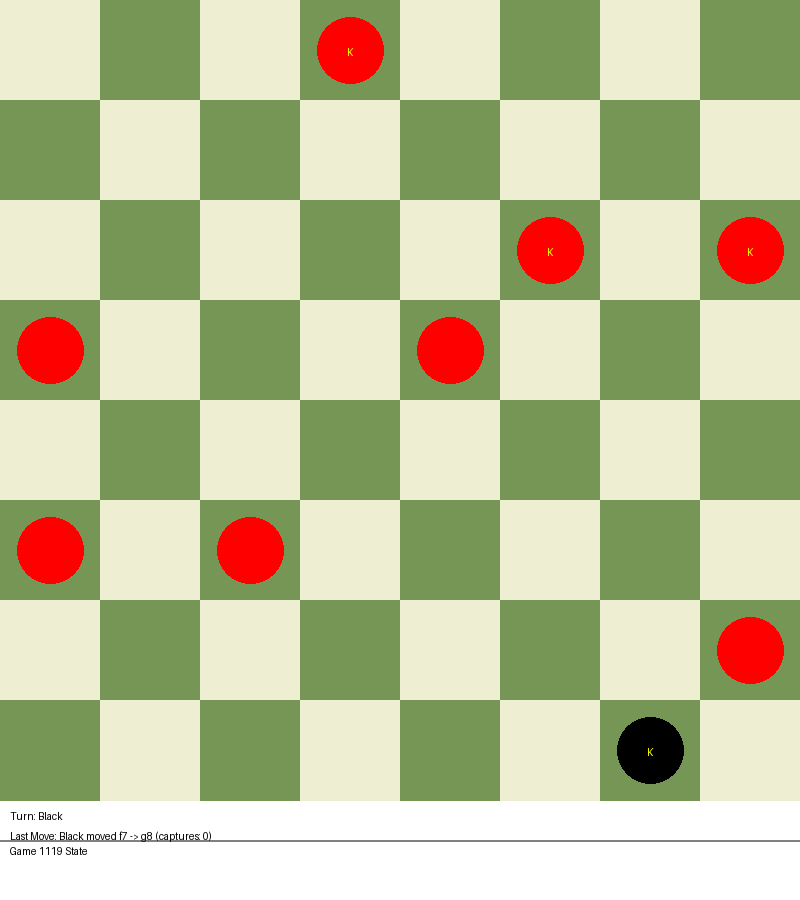 K
K K
K
Turn: Black
Last Move: Black moved f7 -> g8 (captures: 0)
Game 1119 State